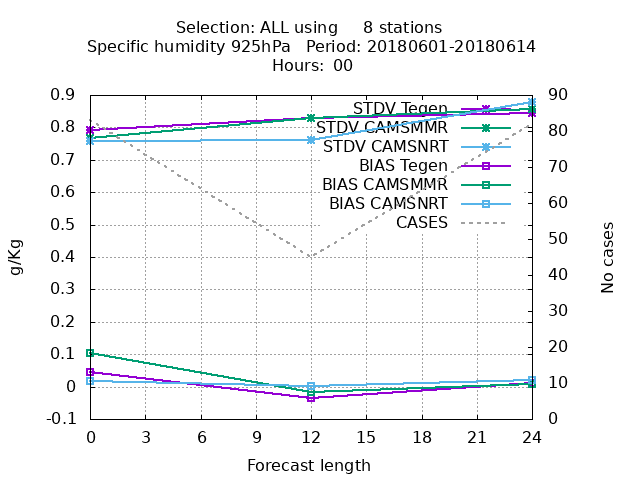 Selection: ALL using 8 stations
Specific humidity 925hPa Period: 20180601-20180614
Hours: 00
0.9
0.8
0.7
0.6
0.5
0.4
0.3
0.2
0.1
0
-0.1
g/Kg
STDV Tegen
STDV CAMSMMR
STDV CAMSNRT
BIAS Tegen
BIAS CAMSMMR
BIAS CAMSNRT
CASES
90
80
70
60
50
40
30
20
10
0
No cases
0 3 6 9 12 15 18 21 24
Forecast length